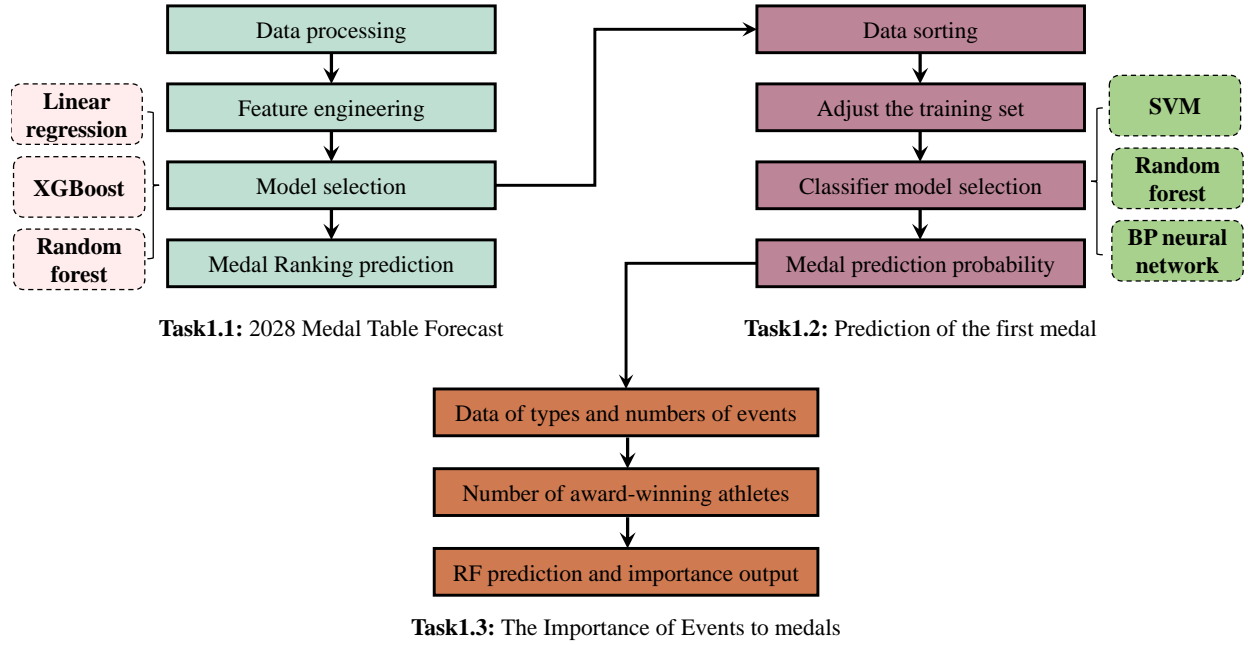 Data processing
Feature engineering
Model selection
Medal Ranking prediction
Linear
regression
XGBoost
Random
forest
Task1.1: 2028 Medal Table Forecast
Data sorting
Adjust the training set
Classifier model selection
Medal prediction probability
SVM
Random
forest
BP neural
network
Task1.2: Prediction of the first medal
Data of types and numbers of events
Number of award-winning athletes
RF prediction and importance output
Task1.3: The Importance of Events to medals